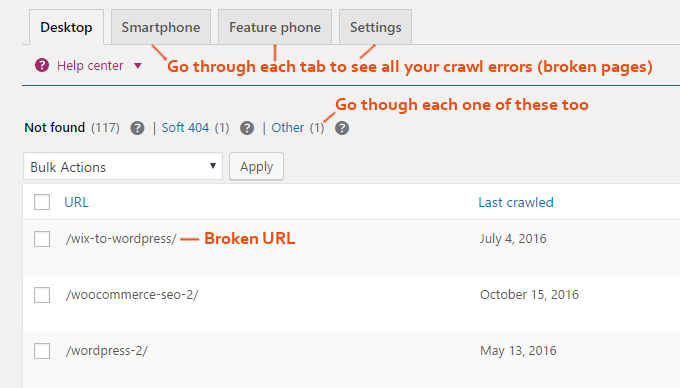 Desktop Smartphone Feature phone Settings
? Help center ▼ Go through each tab to see all your crawl errors (broken pages)
Go though each one of these too
Not found (117) ? | Soft 404 (1) ? | Other (1) ?
Bulk Actions ▼ Apply
URL Last crawled
/wix-to-wordpress/ Broken URL July 4, 2016
/woocommerce-seo-2/ October 15, 2016
/wordpress-2/ May 13, 2016